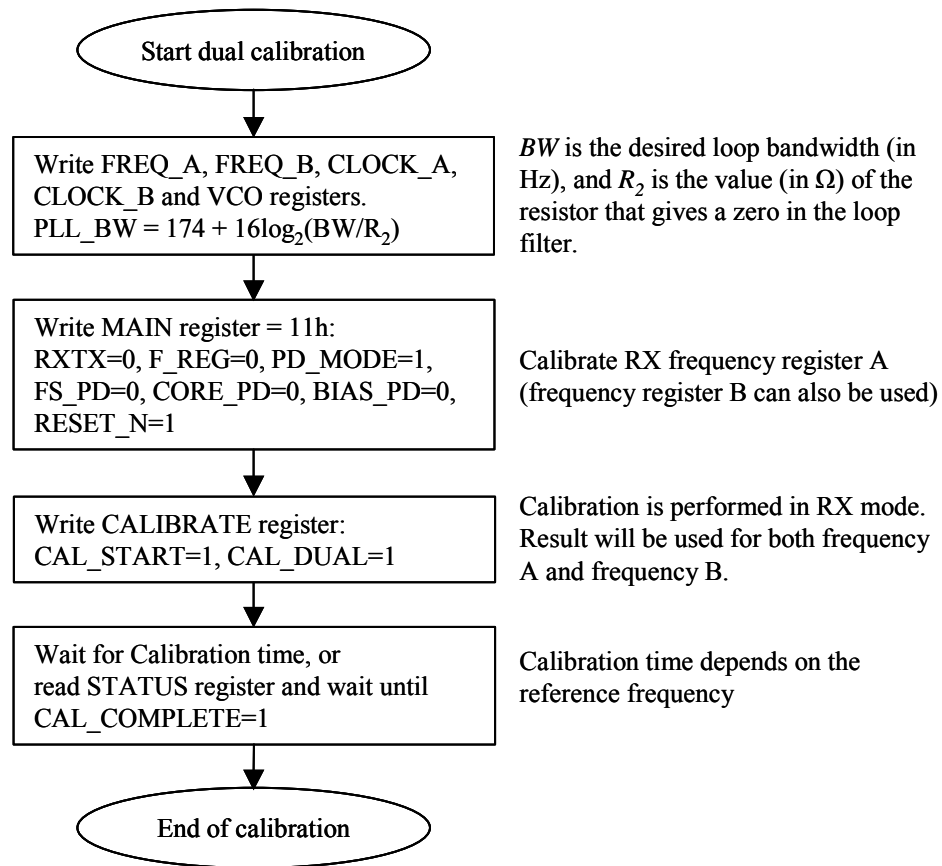 Start dual calibration
Write FREQ_A, FREQ_B, CLOCK_A,
CLOCK_B and VCO registers.
PLL_BW = 174 + 16log₂(BW/R₂)
BW is the desired loop bandwidth (in
Hz), and R₂ is the value (in Ω) of the
resistor that gives a zero in the loop
filter.
Write MAIN register = 11h:
RXTX=0, F_REG=0, PD_MODE=1,
FS_PD=0, CORE_PD=0, BIAS_PD=0,
RESET_N=1
Calibrate RX frequency register A
(frequency register B can also be used)
Write CALIBRATE register:
CAL_START=1, CAL_DUAL=1
Calibration is performed in RX mode.
Result will be used for both frequency
A and frequency B.
Wait for Calibration time, or
read STATUS register and wait until
CAL_COMPLETE=1
Calibration time depends on the
reference frequency
End of calibration